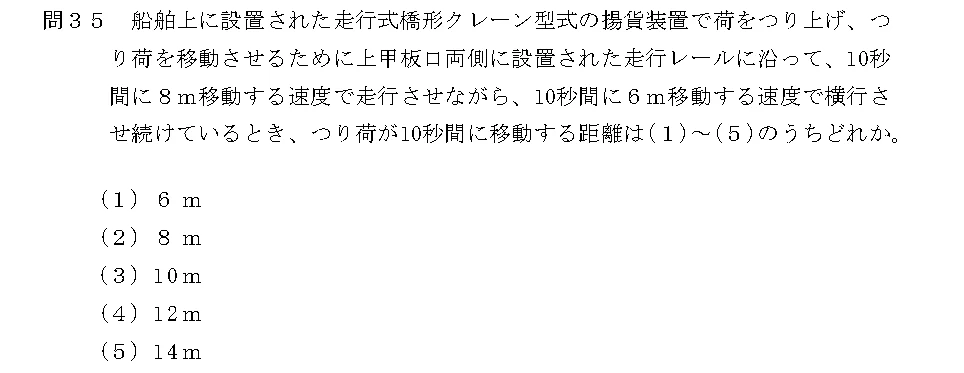 問３５　船舶上に設置された走行式橋形クレーン型式の揚貨装置で荷をつり上げ、つ
り荷を移動させるために上甲板口両側に設置された走行レールに沿って、10秒
間に８ｍ移動する速度で走行させながら、10秒間に６ｍ移動する速度で横行さ
せ続けているとき、つり荷が10秒間に移動する距離は(１)～(５)のうちどれか。
(１) ６ ｍ
(２) ８ ｍ
(３) 10ｍ
(４) 12ｍ
(５) 14ｍ